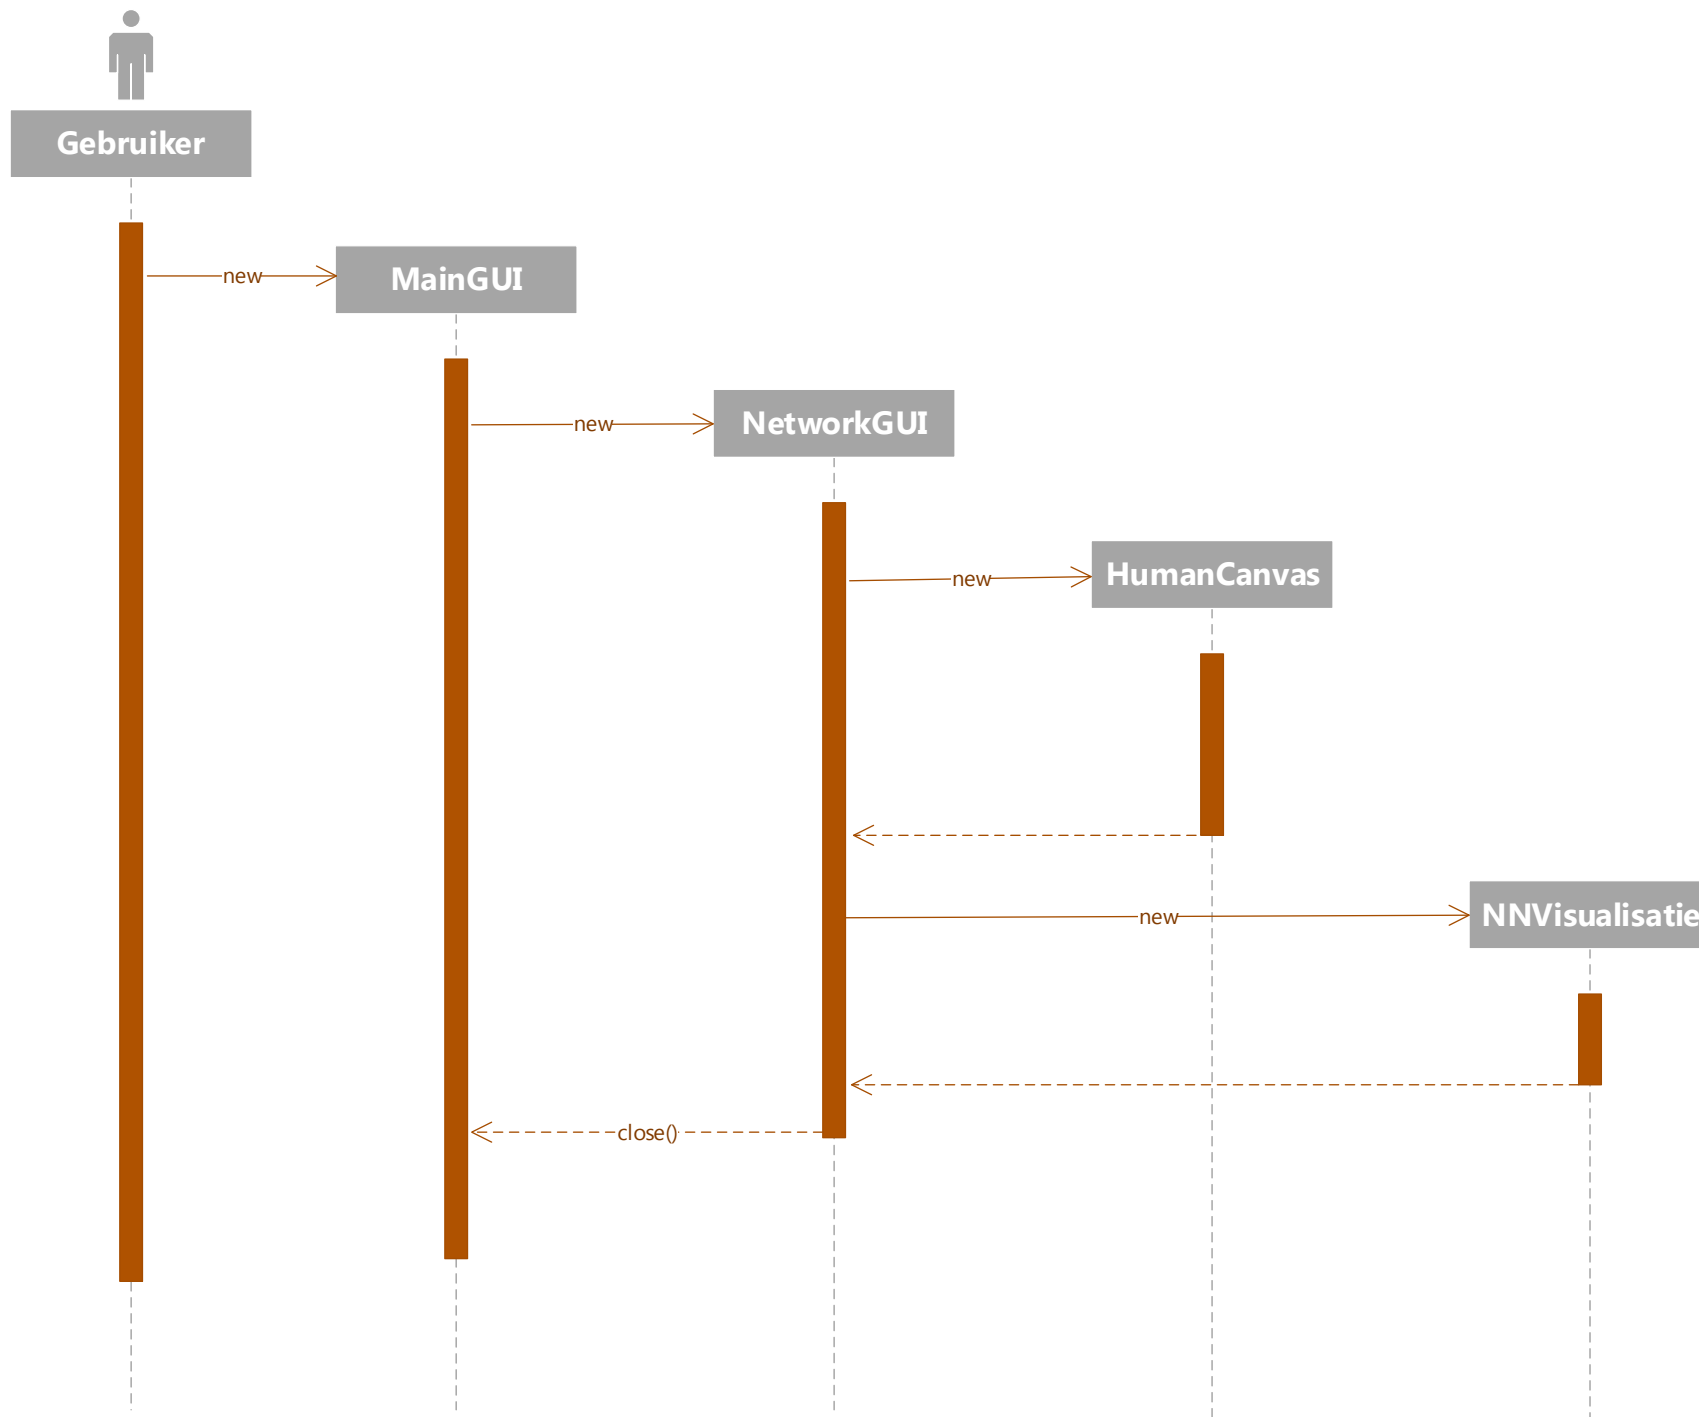 Gebruiker
new
MainGUI
new
NetworkGUI
new
HumanCanvas
new
NNVisualisatie
close()